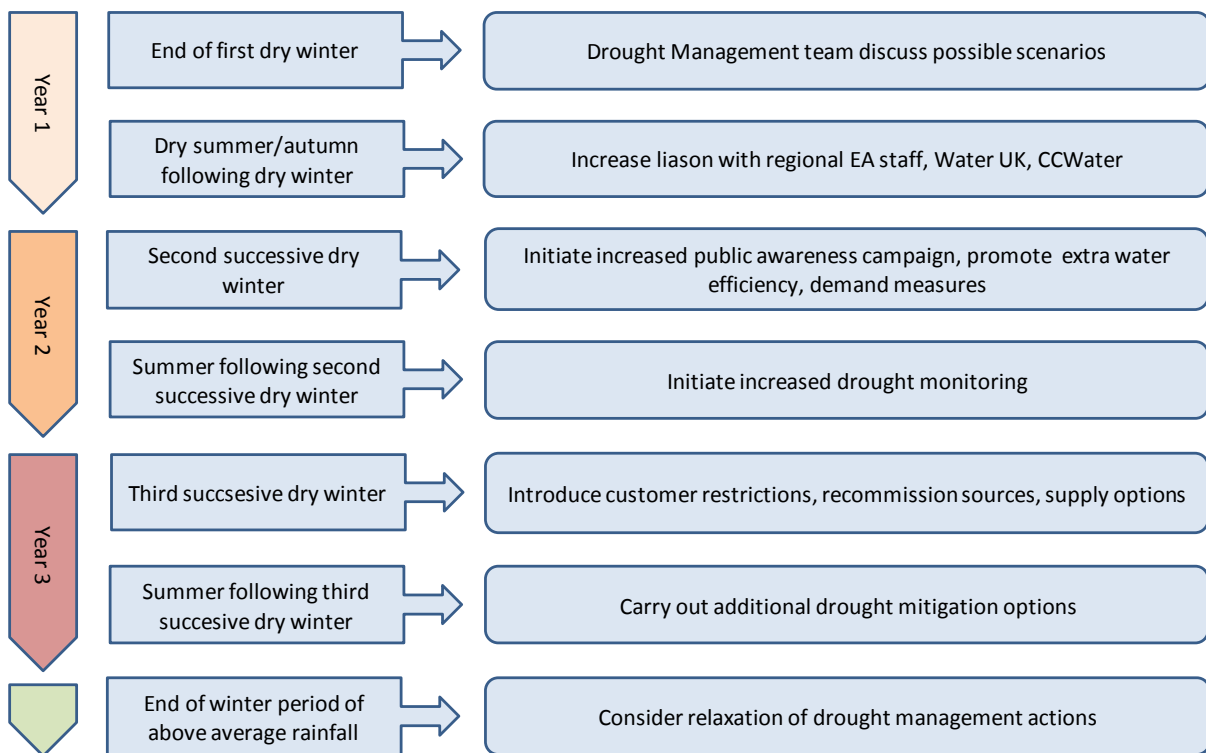 Year 1
End of first dry winter
Drought Management team discuss possible scenarios
Dry summer/autumn
following dry winter
Increase liason with regional EA staff, Water UK, CCWater
Year 2
Second successive dry
winter
Initiate increased public awareness campaign, promote  extra water
efficiency, demand measures
Summer following second
successive dry winter
Initiate increased drought monitoring
Year 3
Third succsesive dry winter
Introduce customer restrictions, recommission sources, supply options
Summer following third
succesive dry winter
Carry out additional drought mitigation options
End of winter period of
above average rainfall
Consider relaxation of drought management actions